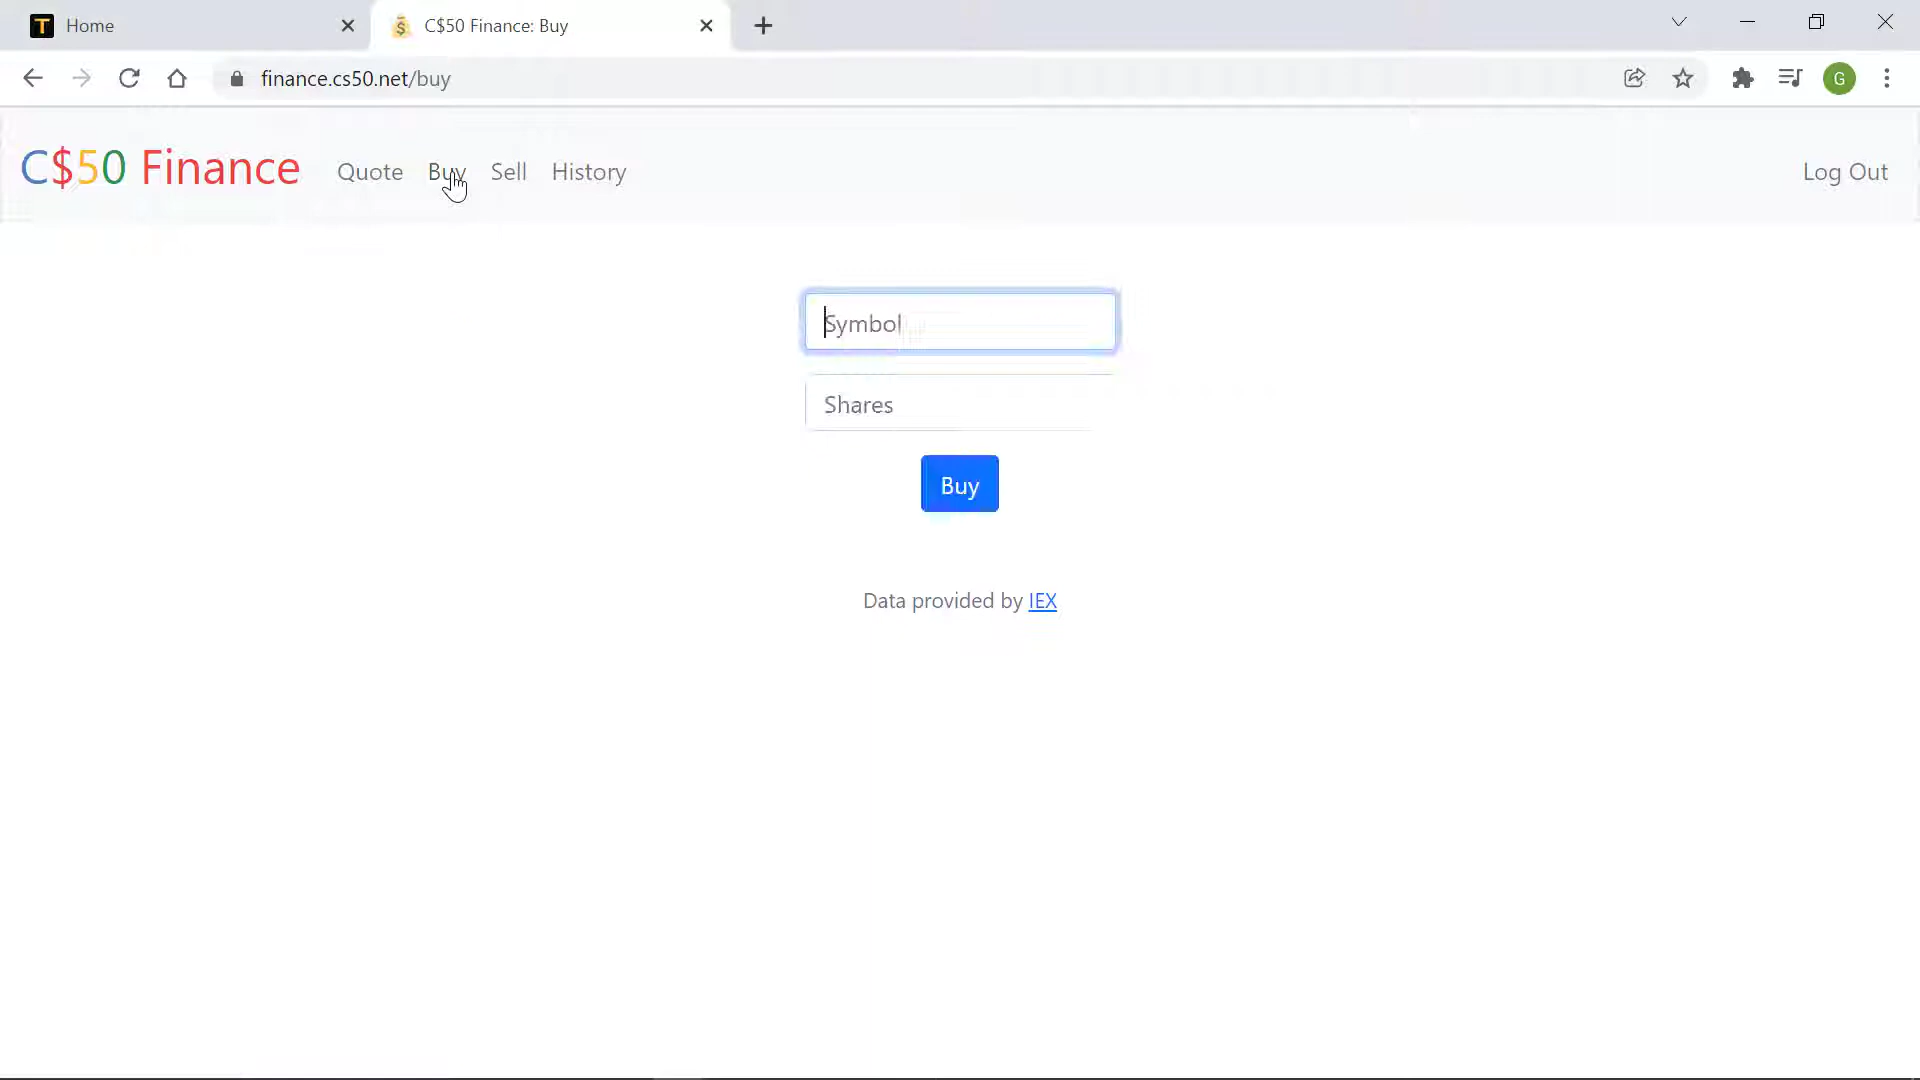 Home
C$50 Finance: Buy
finance.cs50.net/buy
G
C$50 Finance Quote Buy Sell History Log Out
Symbol
Shares
Buy
Data provided by IEX